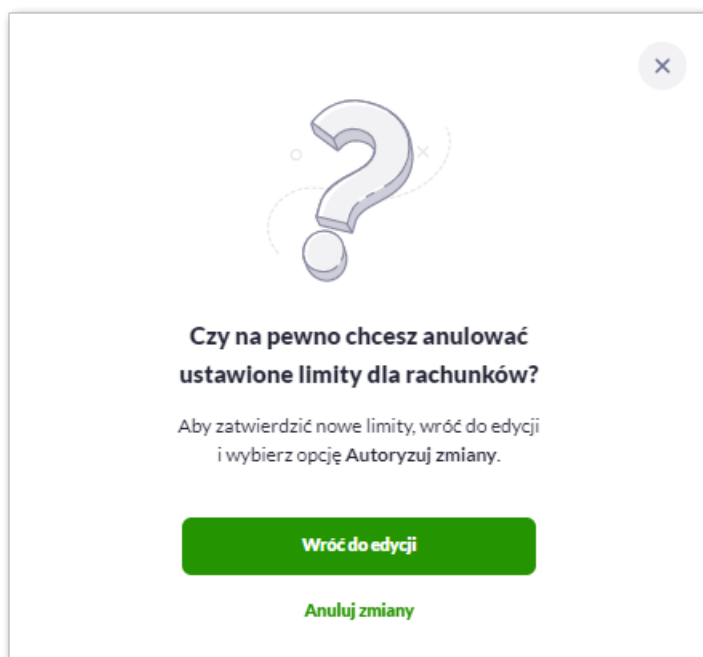 Czy na pewno chcesz anulować
ustawione limity dla rachunków?
Aby zatwierdzić nowe limity, wróć do edycji
i wybierz opcję Autoryzuj zmiany.
Wróć do edycji
Anuluj zmiany